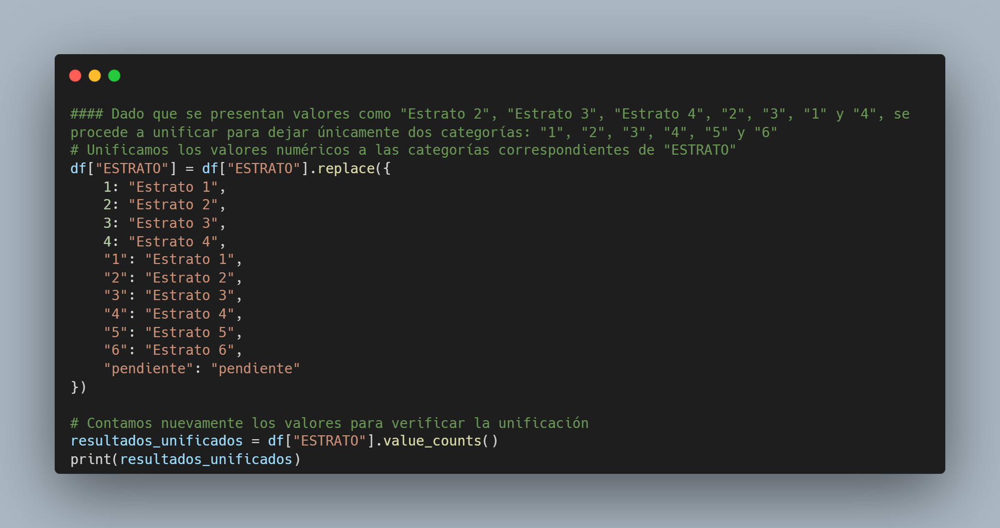 #### Dado que se presentan valores como "Estrato 2", "Estrato 3", "Estrato 4", "2", "3", "1" y "4", se
procede a unificar para dejar únicamente dos categorías: "1", "2", "3", "4", "5" y "6"
# Unificamos los valores numéricos a las categorías correspondientes de "ESTRATO"
df["ESTRATO"] = df["ESTRATO"].replace({
    1: "Estrato 1",
    2: "Estrato 2",
    3: "Estrato 3",
    4: "Estrato 4",
    "1": "Estrato 1",
    "2": "Estrato 2",
    "3": "Estrato 3",
    "4": "Estrato 4",
    "5": "Estrato 5",
    "6": "Estrato 6",
    "pendiente": "pendiente"
})

# Contamos nuevamente los valores para verificar la unificación
resultados_unificados = df["ESTRATO"].value_counts()
print(resultados_unificados)